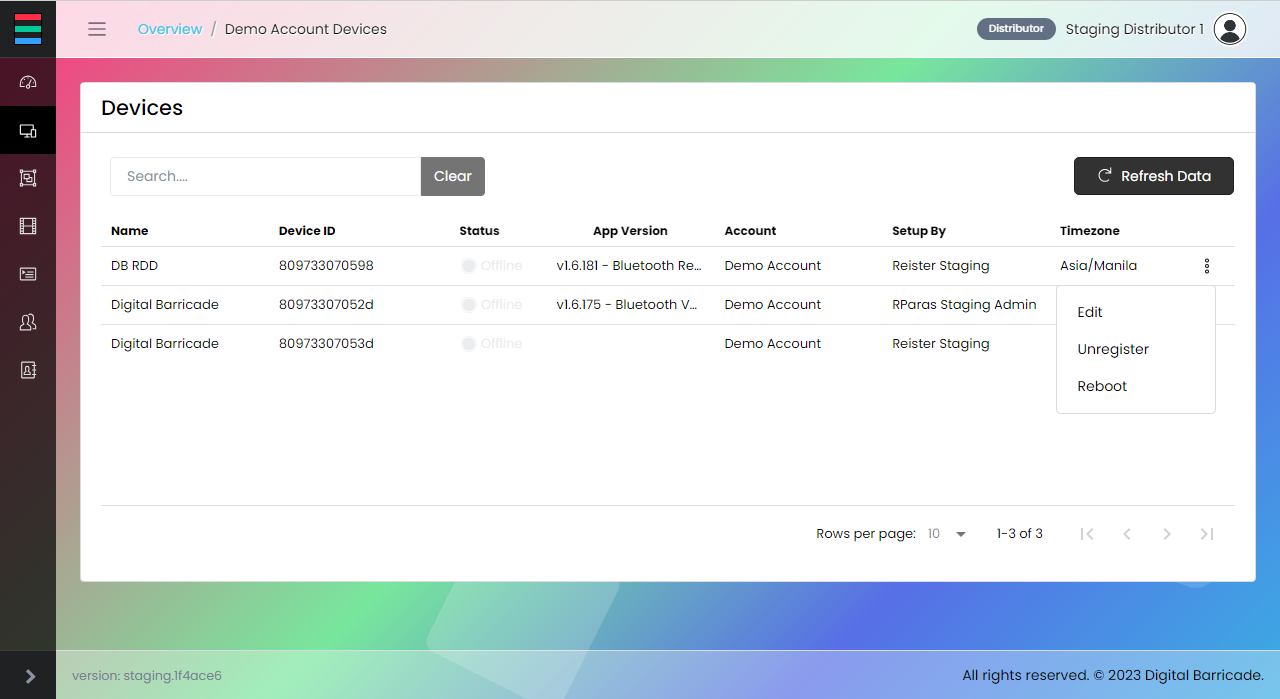 Overview / Demo Account Devices
Distributor Staging Distributor 1
Devices
Search.... Clear
Refresh Data
Name Device ID Status App Version Account Setup By Timezone
DB RDD 809733070598 Offline v1.6.181 - Bluetooth Re... Demo Account Reister Staging Asia/Manila
Digital Barricade 80973307052d Offline v1.6.175 - Bluetooth V... Demo Account RParas Staging Admin
Digital Barricade 80973307053d Offline Demo Account Reister Staging
Edit
Unregister
Reboot
Rows per page: 10 1-3 of 3
version: staging.1f4ace6 All rights reserved. © 2023 Digital Barricade.